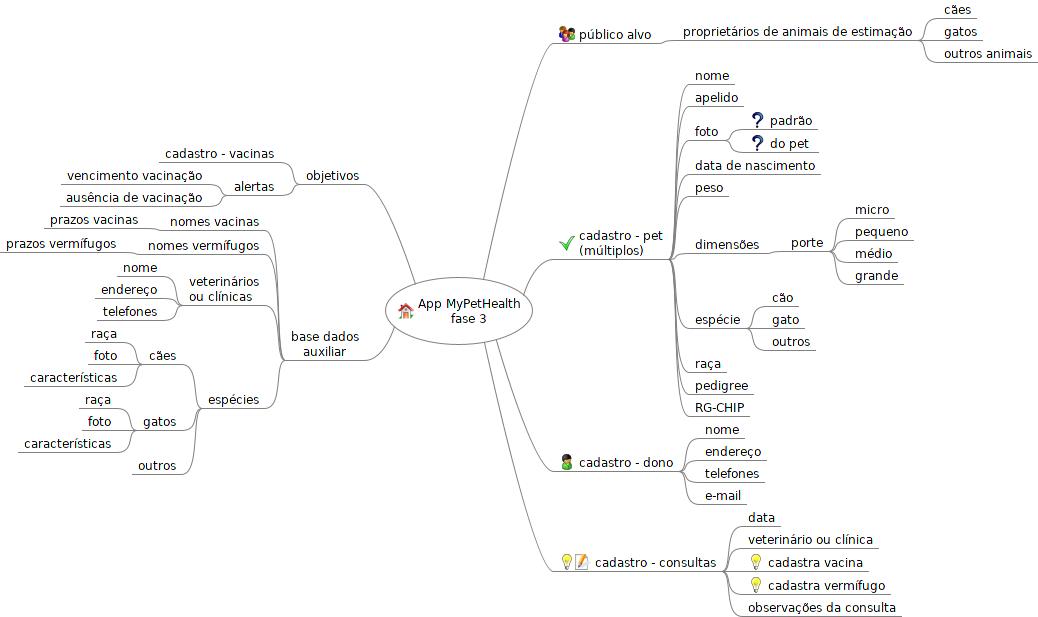 App MyPetHealth
fase 3
público alvo
proprietários de animais de estimação
cães
gatos
outros animais
cadastro - pet
(múltiplos)
nome
apelido
foto
padrão
do pet
data de nascimento
peso
dimensões
porte
micro
pequeno
médio
grande
espécie
cão
gato
outros
raça
pedigree
RG-CHIP
cadastro - dono
nome
endereço
telefones
e-mail
cadastro - consultas
data
veterinário ou clínica
cadastra vacina
cadastra vermífugo
observações da consulta
objetivos
cadastro - vacinas
alertas
vencimento vacinação
ausência de vacinação
base dados
auxiliar
nomes vacinas
prazos vacinas
nomes vermífugos
prazos vermífugos
veterinários
ou clínicas
nome
endereço
telefones
espécies
cães
raça
foto
características
gatos
raça
foto
características
outros